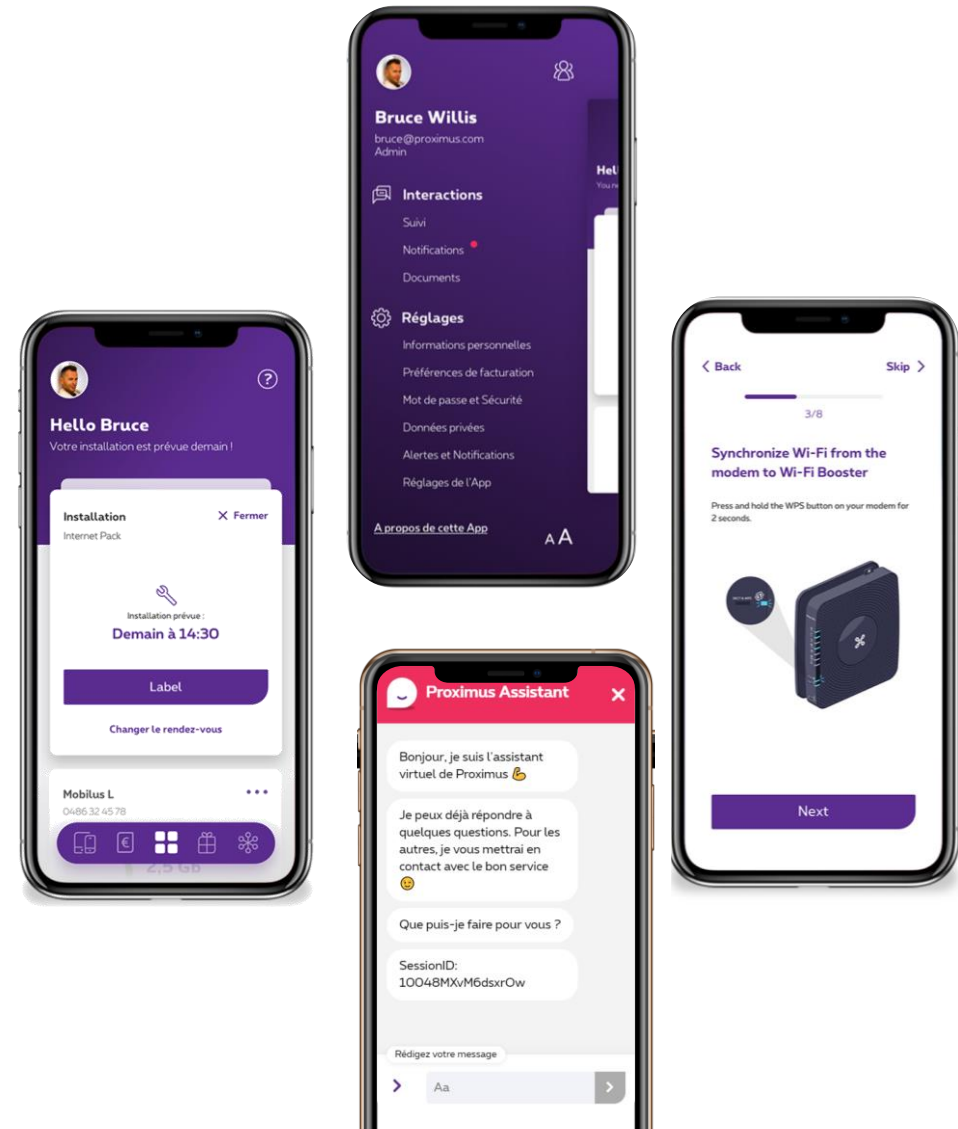 Bruce Willis
bruce@proximus.com
Admin
Interactions
Suivi
Notifications
Documents
Réglages
Informations personnelles
Préférences de facturation
Mot de passe et Sécurité
Données privées
Alertes et Notifications
Réglages de l'App
A propos de cette App
A A
Hel
You ne
Hello Bruce
Votre installation est prévue demain !
Installation
Fermer
Internet Pack
Installation prévue :
Demain à 14:30
Label
Changer le rendez-vous
Mobilus L
0486 32 45 78
2,5 Gb
Back
Skip
3/8
Synchronize Wi-Fi from the
modem to Wi-Fi Booster
Press and hold the WPS button on your modem for
2 seconds.
Next
Proximus Assistant
Bonjour, je suis l'assistant
virtuel de Proximus 💪
Je peux déjà répondre à
quelques questions. Pour les
autres, je vous mettrai en
contact avec le bon service
😉
Que puis-je faire pour vous ?
SessionID:
10048MXvM6dsxrOw
Rédigez votre message
Aa